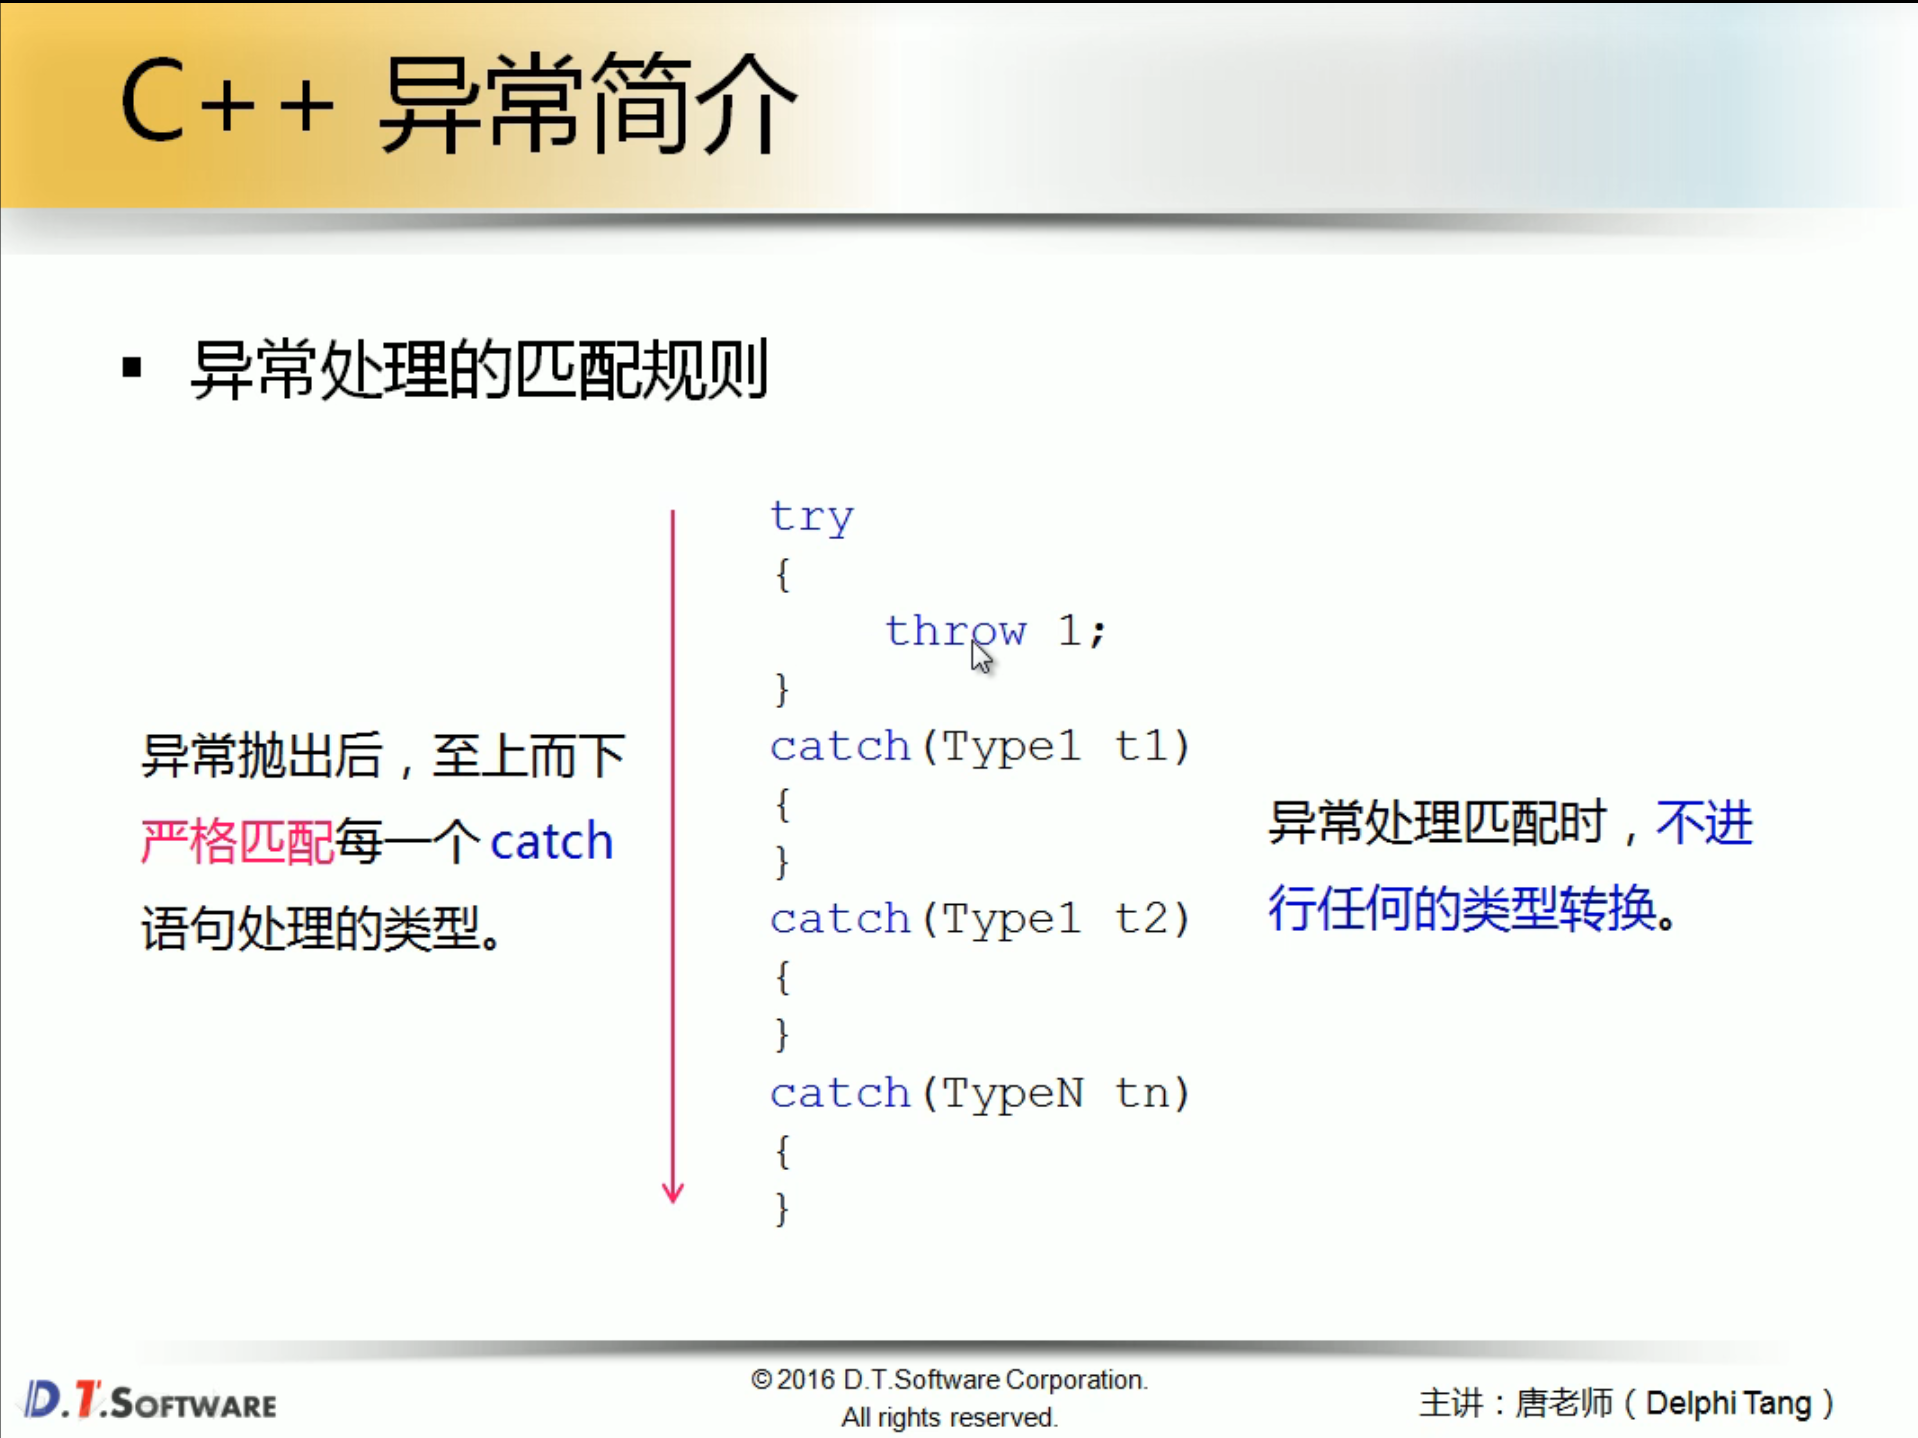 C++ 异常简介
▪ 异常处理的匹配规则
try
{
throw 1;
}
catch(Type1 t1)
{
}
catch(Type1 t2)
{
}
catch(TypeN tn)
{
}
异常抛出后，至上而下
严格匹配每一个 catch
语句处理的类型。
异常处理匹配时，不进
行任何的类型转换。
D.T.SOFTWARE
© 2016 D.T.Software Corporation.
All rights reserved.
主讲：唐老师（Delphi Tang）